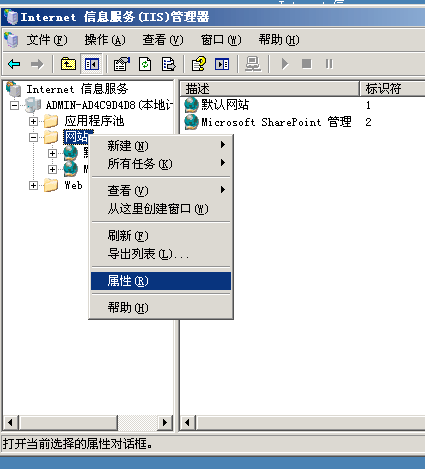 Internet 信息服务(IIS)管理器
文件(F) 操作(A) 查看(V) 窗口(W) 帮助(H)
Internet 信息服务
ADMIN-AD4C9D4D8(本地计
应用程序池
网站
Web
描述 标识符
默认网站 1
Microsoft SharePoint 管理 2
新建(N)
所有任务(K)
查看(V)
从这里创建窗口(W)
刷新(F)
导出列表(L)...
属性(R)
帮助(H)
打开当前选择的属性对话框。